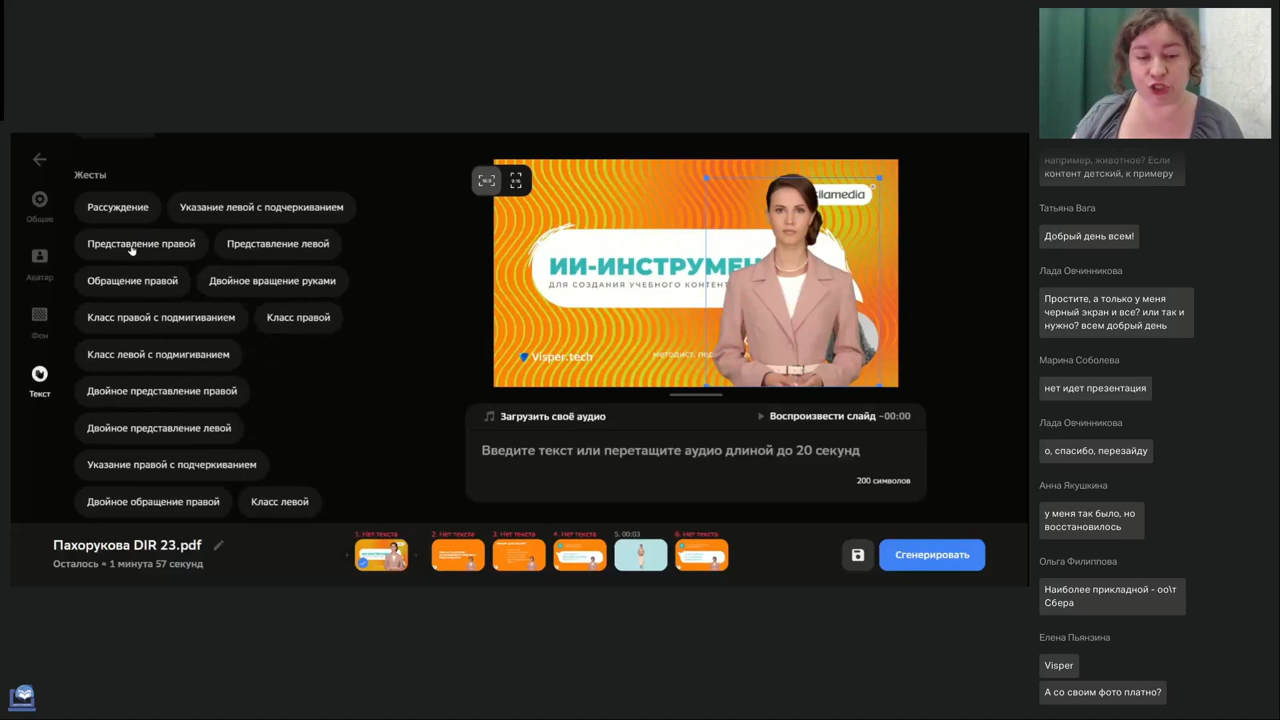 Жесты
Рассуждение
Указание левой с подчеркиванием
Представление правой
Представление левой
Обращение правой
Двойное вращение руками
Класс правой с подмигиванием
Класс правой
Класс левой с подмигиванием
Двойное представление правой
Двойное представление левой
Указание правой с подчеркиванием
Двойное обращение правой
Класс левой
Общее
Аватар
Фон
Текст
16:9
9:16
silamedia
ИИ-ИНСТРУМЕН
ДЛЯ СОЗДАНИЯ УЧЕБНОГО КОНТЕНТ
Visper.tech
методист,
Загрузить своё аудио
Воспроизвести слайд ~00:00
Введите текст или перетащите аудио длиной до 20 секунд
200 символов
Пахорукова DIR 23.pdf
Осталось ≈ 1 минута 57 секунд
1. Нет текста
2. Нет текста
3. Нет текста
4. Нет текста
5. 00:03
6. Нет текста
Сгенерировать
например, животное? Если
контент детский, к примеру
Татьяна Вага
Добрый день всем!
Лада Овчинникова
Простите, а только у меня
черный экран и все? или так и
нужно? всем добрый день
Марина Соболева
нет идет презентация
Лада Овчинникова
о, спасибо, перезайду
Анна Якушкина
у меня так было, но
восстановилось
Ольга Филиппова
Наиболее прикладной - оо\т
Сбера
Елена Пьянзина
Visper
А со своим фото платно?